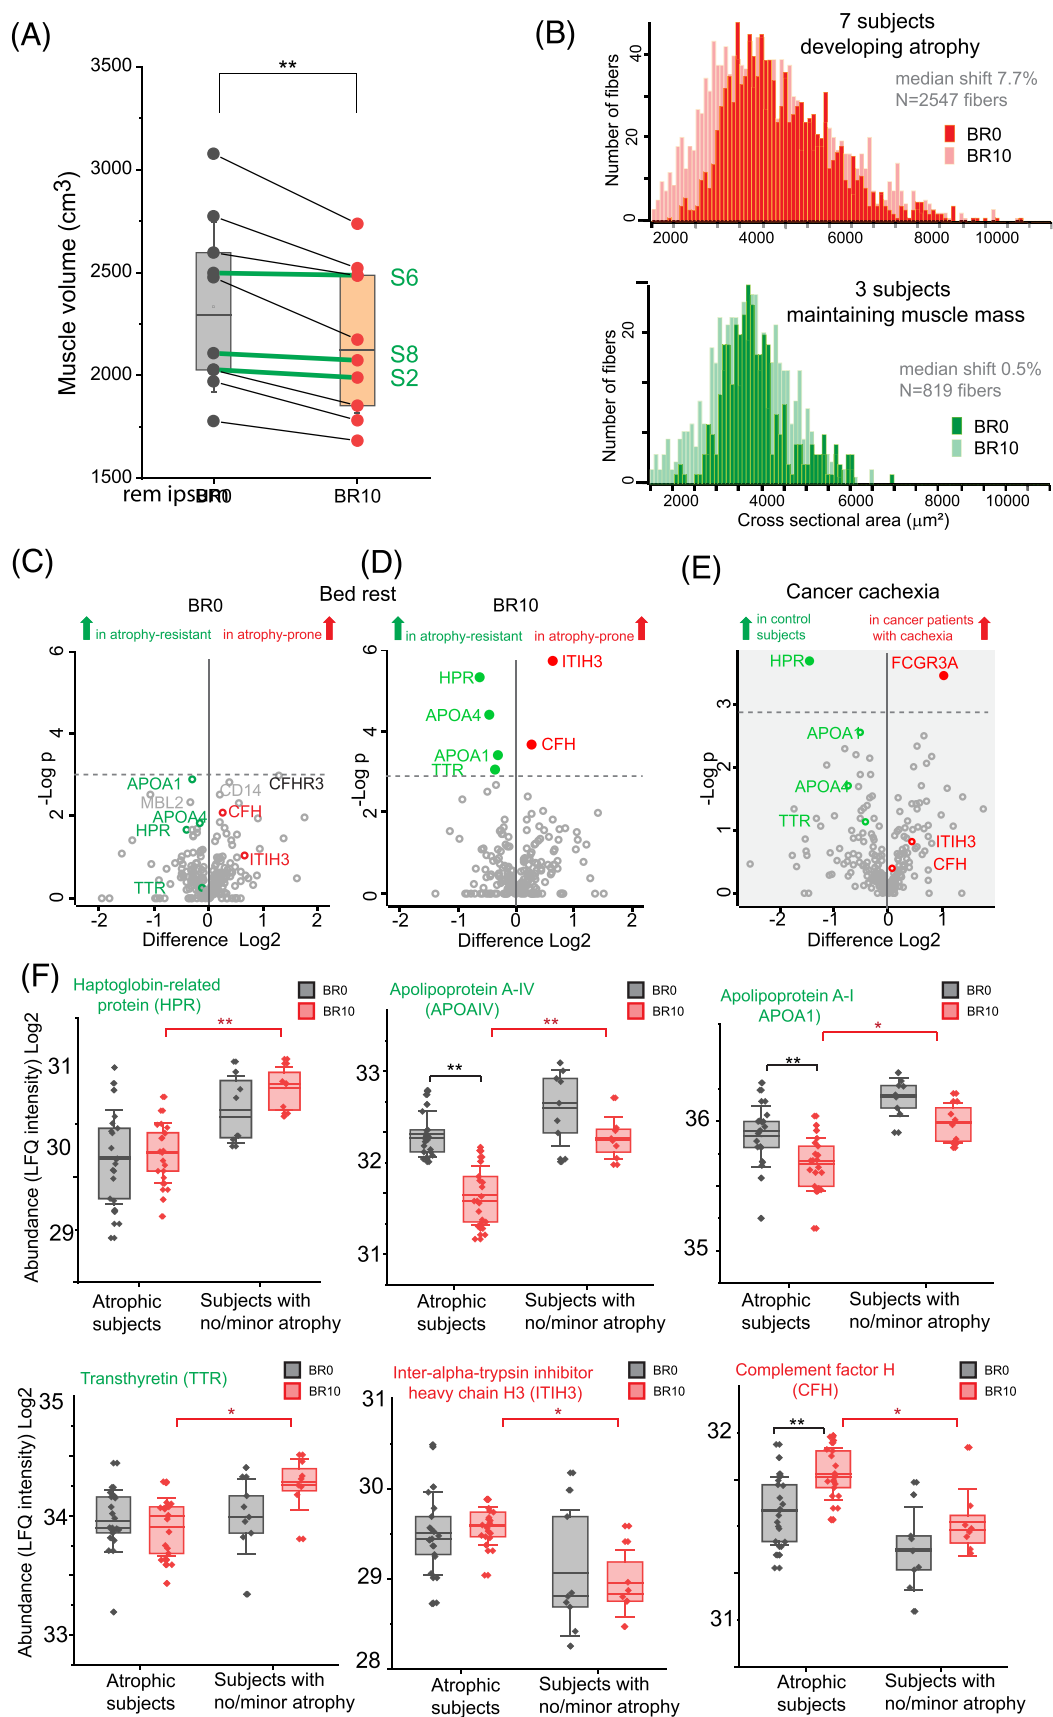 (A)
3500
3000
2500
2000
1500
Muscle volume (cm3)
**
S6
S8
S2
rem ipsum
BR0
BR10
(B)
7 subjects
developing atrophy
median shift 7.7%
N=2547 fibers
BR0
BR10
Number of fibers
40
20
0
2000 4000 6000 8000 10000
3 subjects
maintaining muscle mass
median shift 0.5%
N=819 fibers
BR0
BR10
Number of fibers
20
0
2000 4000 6000 8000 10000
Cross sectional area (μm²)
(C)
Bed rest
BR0
in atrophy-resistant in atrophy-prone
6
4
2
0
-Log p
APOA1
MBL2
CD14
CFHR3
APOA4
CFH
HPR
ITIH3
TTR
-2 -1 0 1 2
Difference Log2
(D)
BR10
in atrophy-resistant in atrophy-prone
6
4
2
0
ITIH3
HPR
APOA4
CFH
APOA1
TTR
-2 -1 0 1 2
Difference Log2
(E)
Cancer cachexia
in control
subjects
in cancer patients
with cachexia
3
1
0
-Log p
HPR
FCGR3A
APOA1
APOA4
TTR
ITIH3
CFH
-2 -1 0 1
Difference Log2
(F)
Haptoglobin-related
protein (HPR)
BR0
BR10
**
31
30
29
Abundance (LFQ intensity) Log2
Atrophic
subjects
Subjects with
no/minor atrophy
Apolipoprotein A-IV
(APOAIV)
BR0
BR10
**
**
33
32
31
Atrophic
subjects
Subjects with
no/minor atrophy
Apolipoprotein A-I
APOA1)
BR0
BR10
*
**
36
35
Atrophic
subjects
Subjects with
no/minor atrophy
Transthyretin (TTR)
BR0
BR10
*
35
34
33
Abundance (LFQ intensity) Log2
Atrophic
subjects
Subjects with
no/minor atrophy
Inter-alpha-trypsin inhibitor
heavy chain H3 (ITIH3)
BR0
BR10
*
31
30
29
28
Atrophic
subjects
Subjects with
no/minor atrophy
Complement factor H
(CFH)
BR0
BR10
*
**
32
31
Atrophic
subjects
Subjects with
no/minor atrophy